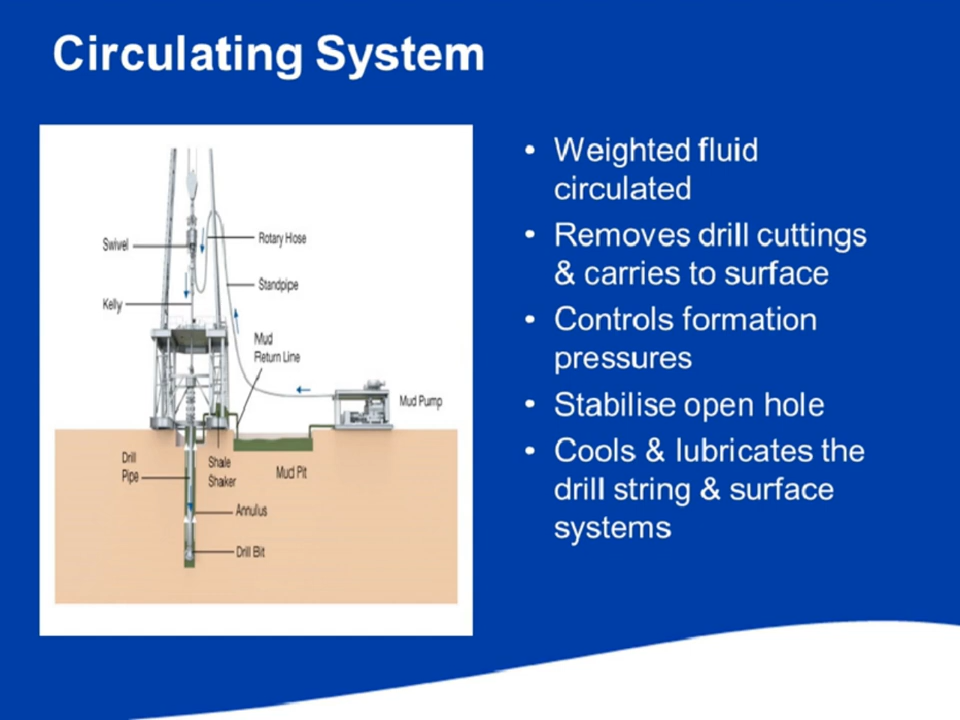 Circulating System
• Weighted fluid
circulated
• Removes drill cuttings
& carries to surface
• Controls formation
pressures
• Stabilise open hole
• Cools & lubricates the
drill string & surface
systems
Swivel
Rotary Hose
Standpipe
Kelly
Mud
Return Line
Mud Pump
Drill
Pipe
Shale
Shaker
Mud Pit
Annulus
Drill Bit